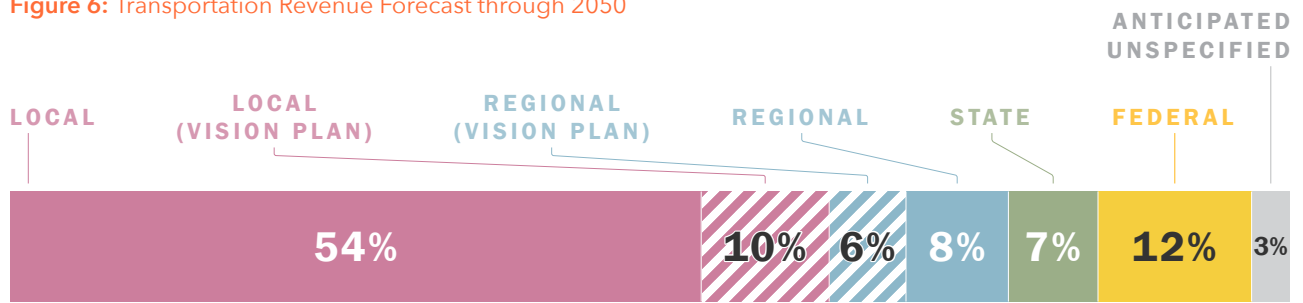 Figure 6: Transportation Revenue Forecast through 2050
ANTICIPATED
UNSPECIFIED
LOCAL
LOCAL
(VISION PLAN)
REGIONAL
(VISION PLAN)
REGIONAL
STATE
FEDERAL
54%
10%
6%
8%
7%
12%
3%